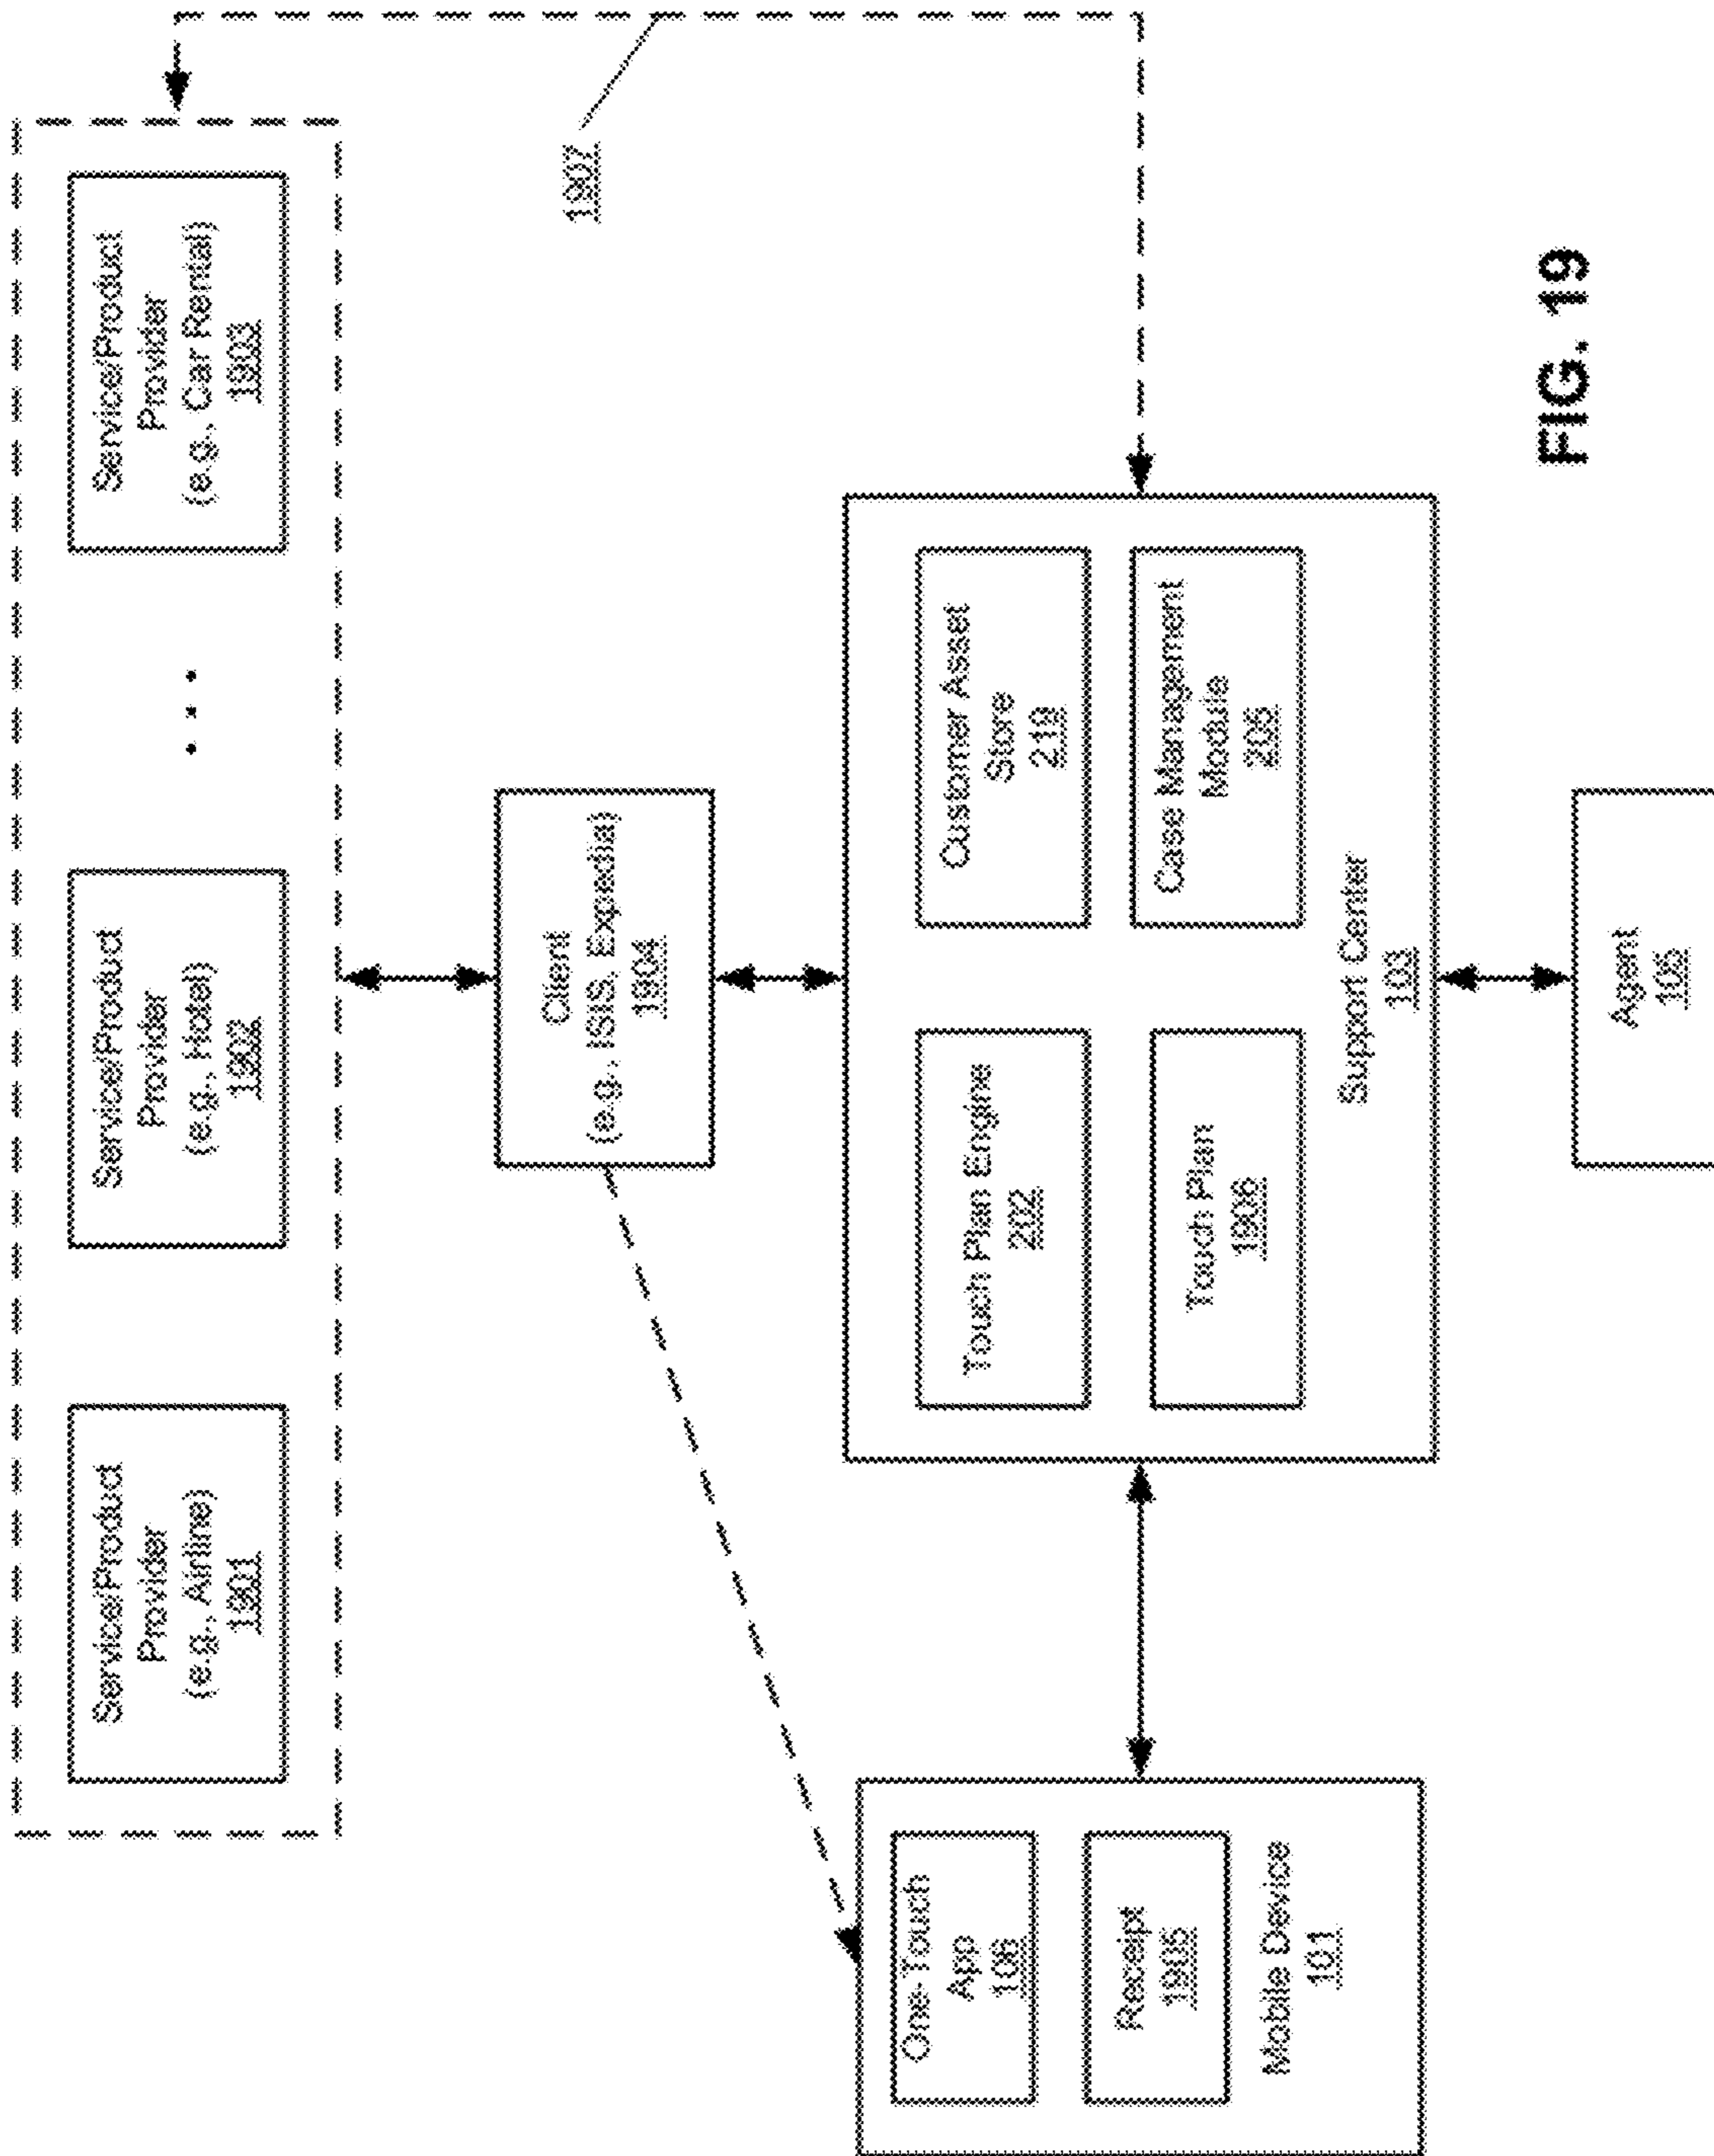 Service/Product
Provider
(e.g., Airline)
1901
Service/Product
Provider
(e.g., Hotel)
1902
. . .
Service/Product
Provider
(e.g., Car Rental)
1903
Client
(e.g., ISIS, Expedia)
1904
1907
One-Touch
App
106
Receipt
1905
Mobile Device
101
Touch Plan Engine
202
Customer Asset
Store
219
Touch Plan
1906
Case Management
Module
205
Support Center
103
Agent
105
FIG. 19